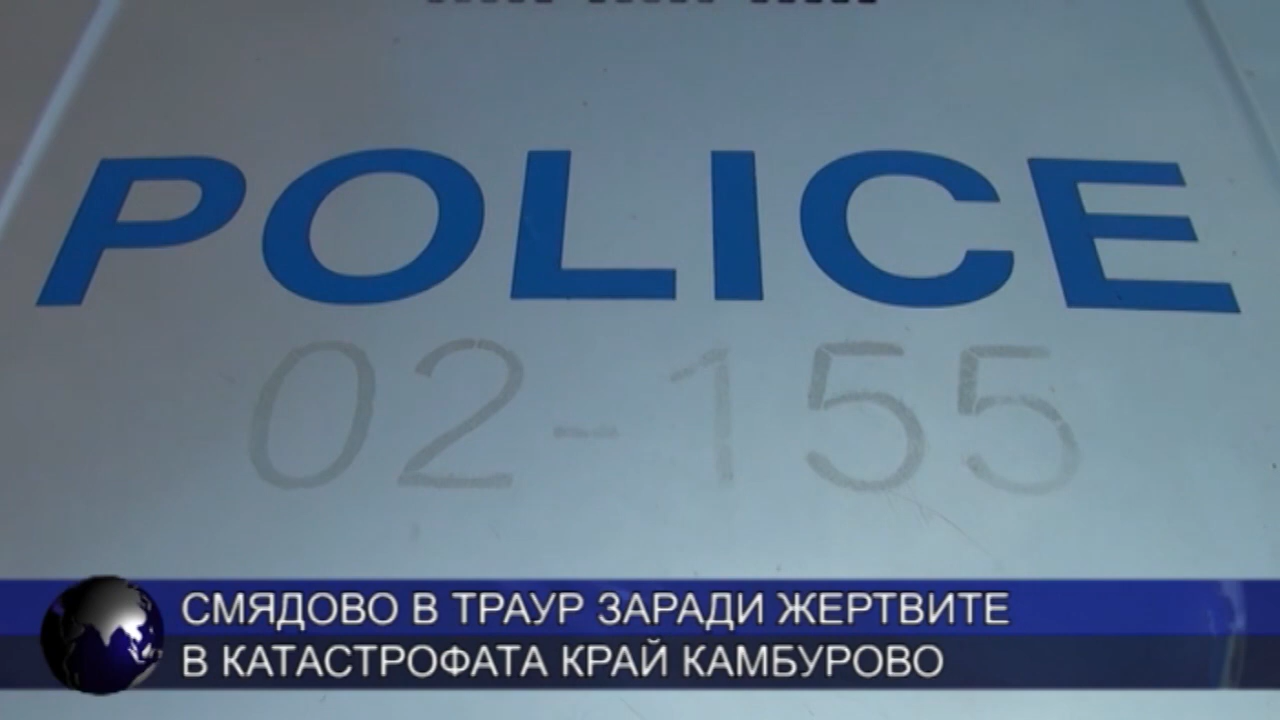 POLICE
02-155
СМЯДОВО В ТРАУР ЗАРАДИ ЖЕРТВИТЕ
В КАТАСТРОФАТА КРАЙ КАМБУРОВО